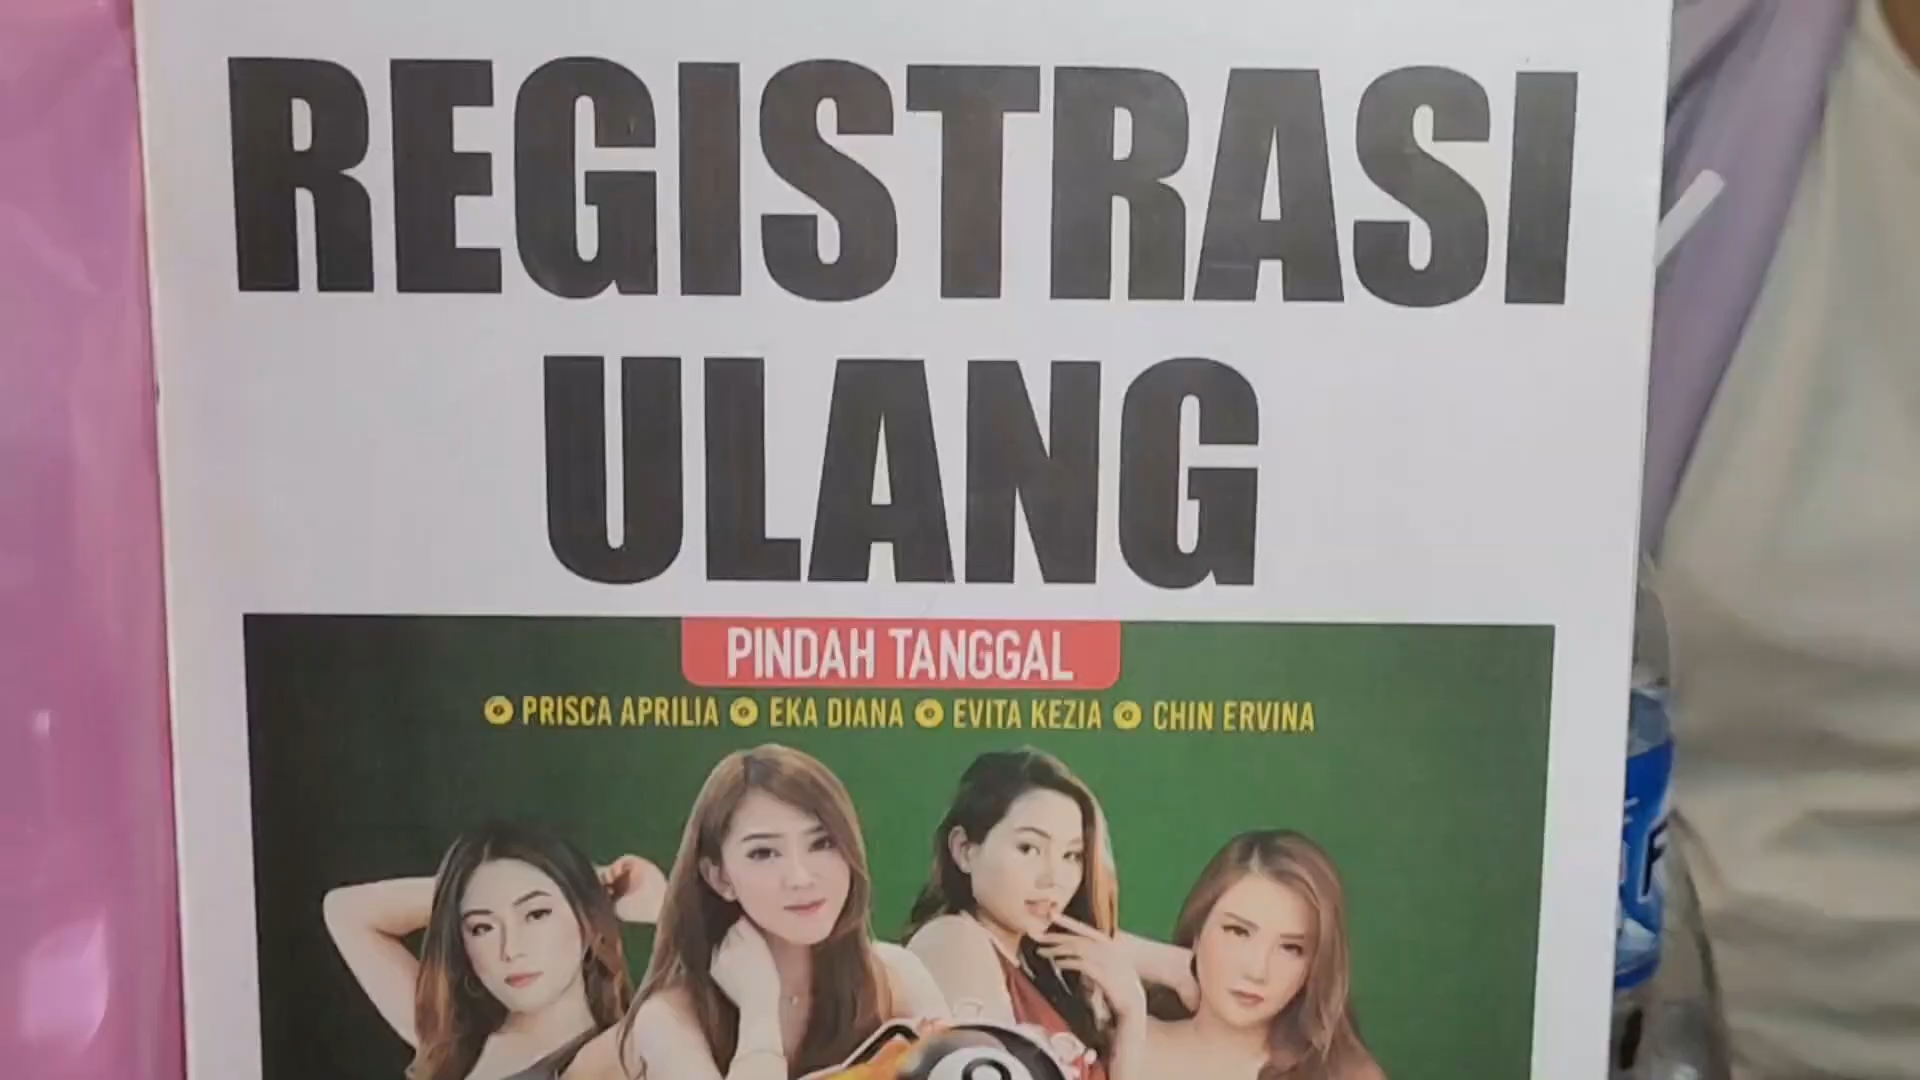 REGISTRASI
ULANG
PINDAH TANGGAL
PRISCA APRILIA EKA DIANA EVITA KEZIA CHIN ERVINA